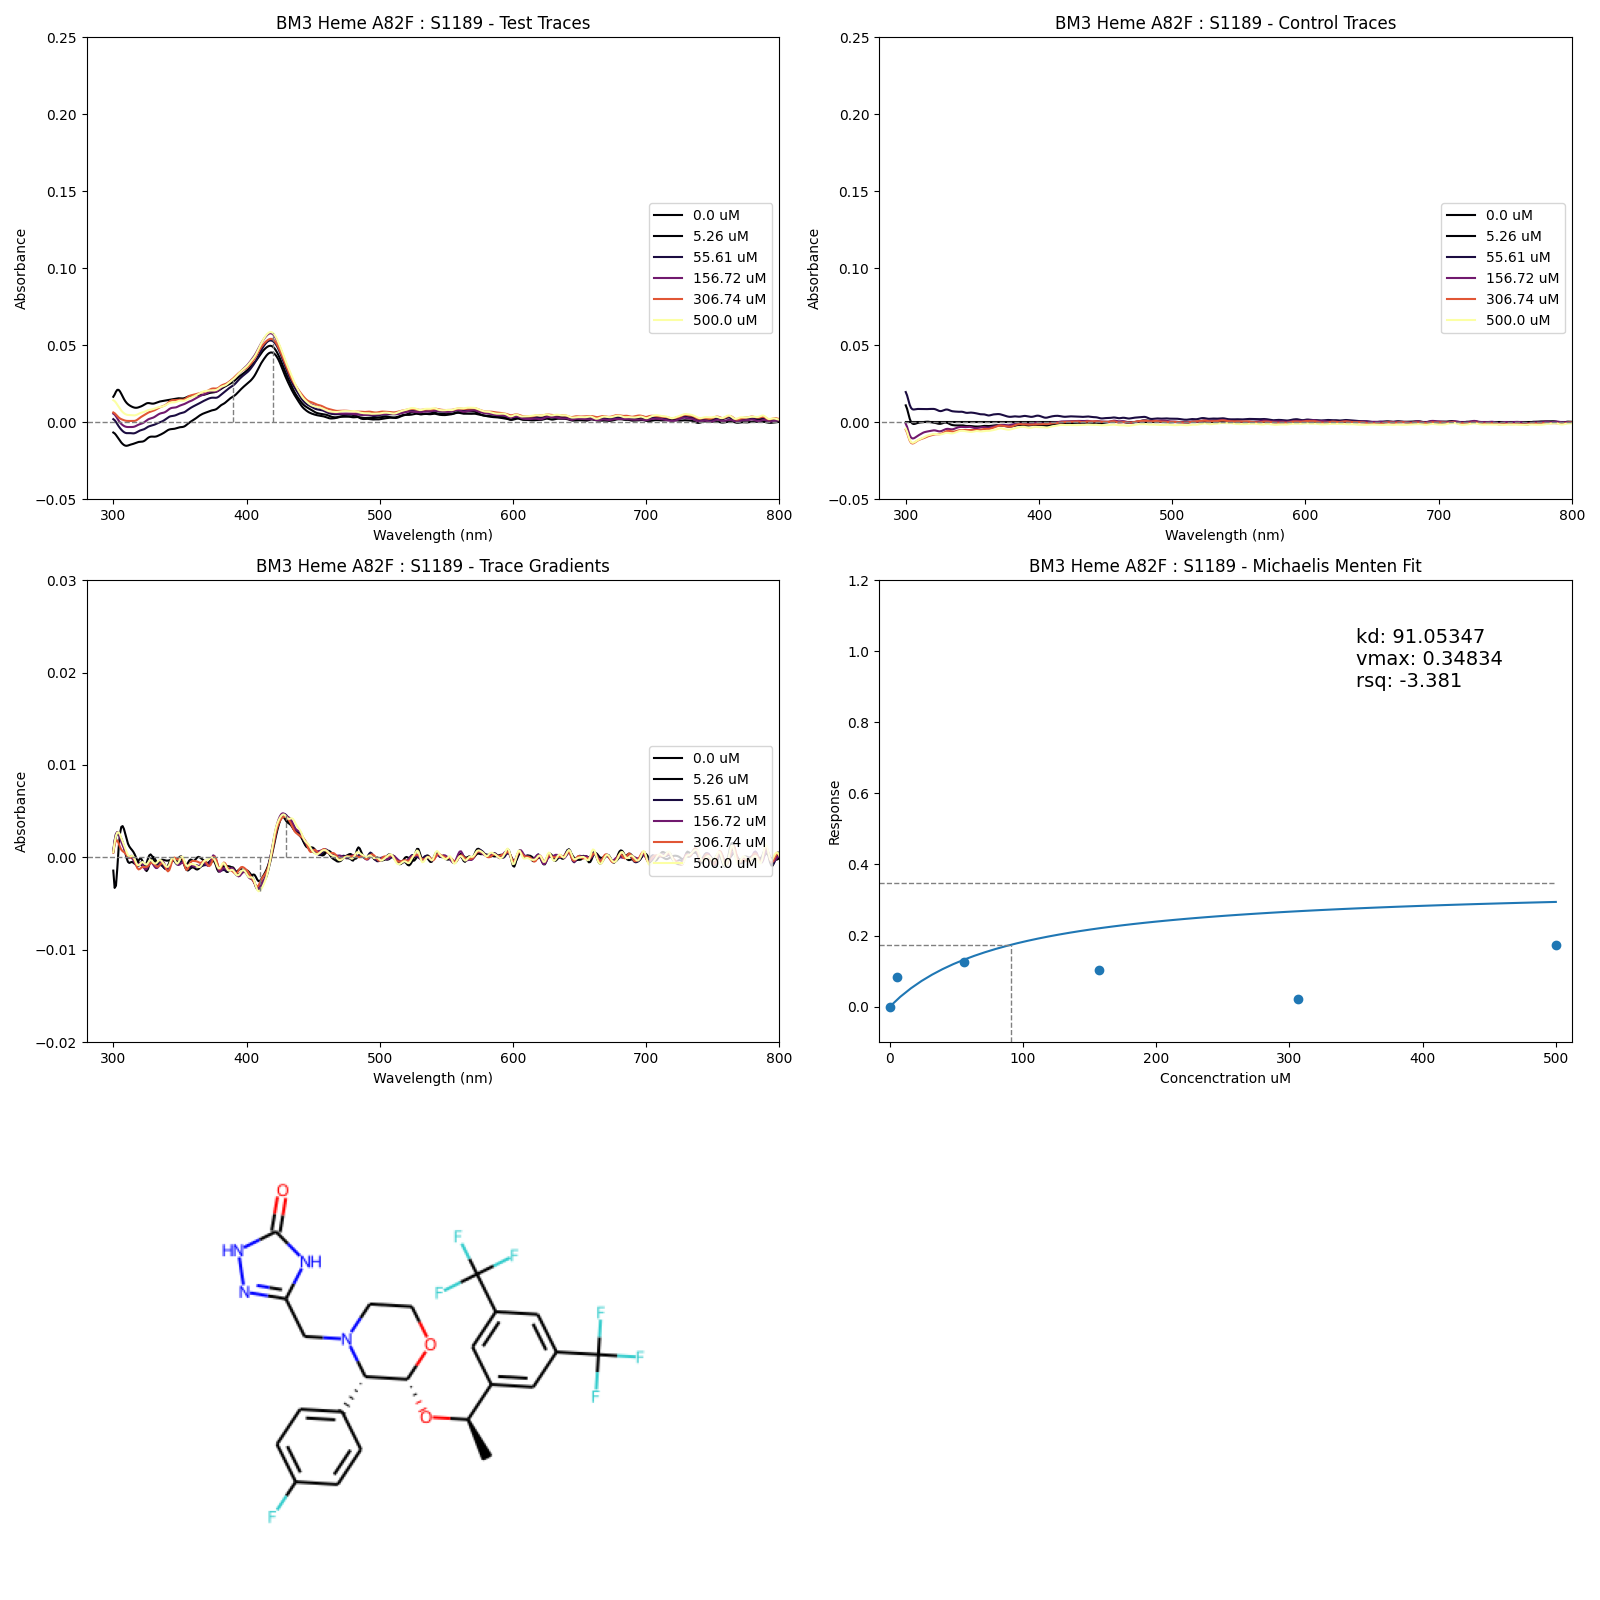 BM3 Heme A82F : S1189 - Test Traces
0.25
0.20
0.15
0.10
0.05
0.00
−0.05
Absorbance
300
400
500
600
700
800
Wavelength (nm)
0.0 uM
5.26 uM
55.61 uM
156.72 uM
306.74 uM
500.0 uM
BM3 Heme A82F : S1189 - Control Traces
0.25
0.20
0.15
0.10
0.05
0.00
−0.05
Absorbance
300
400
500
600
700
800
Wavelength (nm)
0.0 uM
5.26 uM
55.61 uM
156.72 uM
306.74 uM
500.0 uM
BM3 Heme A82F : S1189 - Trace Gradients
0.03
0.02
0.01
0.00
−0.01
−0.02
Absorbance
300
400
500
600
700
800
Wavelength (nm)
0.0 uM
5.26 uM
55.61 uM
156.72 uM
306.74 uM
500.0 uM
BM3 Heme A82F : S1189 - Michaelis Menten Fit
1.2
1.0
0.8
0.6
0.4
0.2
0.0
Response
kd: 91.05347
vmax: 0.34834
rsq: -3.381
0
100
200
300
400
500
Concenctration uM
O
HN
NH
N
N
O
O
F
F
F
F
F
F
F